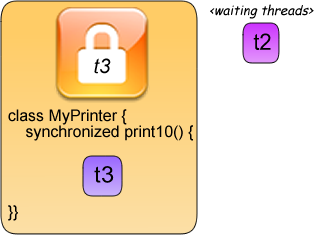 <waiting threads>
t2
t3
class MyPrinter {
synchronized print10() {
t3
}}